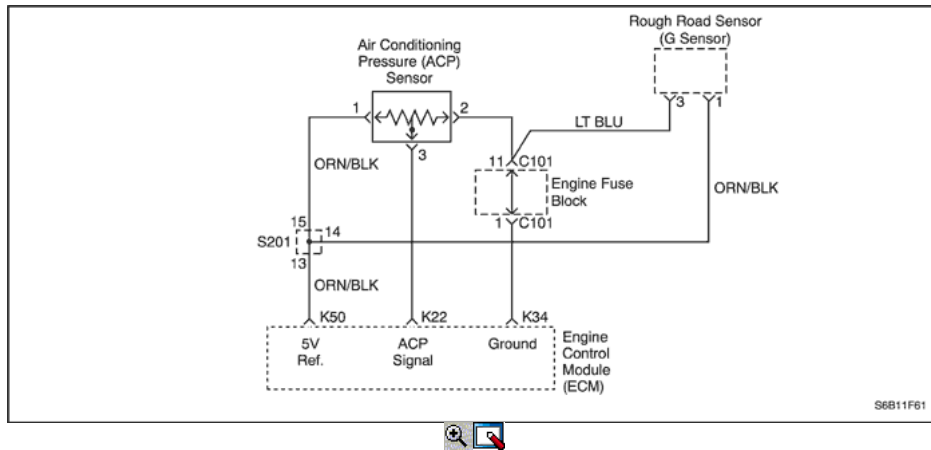 Rough Road Sensor
(G Sensor)
Air Conditioning
Pressure (ACP)
Sensor
1
2
3
1
LT BLU
3
ORN/BLK
11
C101
Engine Fuse
Block
ORN/BLK
15
14
1
C101
S201
13
ORN/BLK
K50
K22
K34
5V
Ref.
ACP
Signal
Ground
Engine
Control
Module
(ECM)
S6B11F61